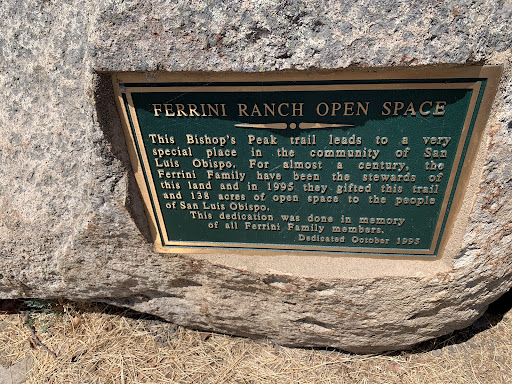 FERRINI RANCH OPEN SPACE
This Bishop's Peak trail leads to a very
special place in the community of San
Luis Obispo. For almost a century, the
Ferrini Family have been the stewards of
this land and in 1995 they gifted this trail
and 138 acres of open space to the people
of San Luis Obispo.
This dedication was done in memory
of all Ferrini Family members.
Dedicated October 1995